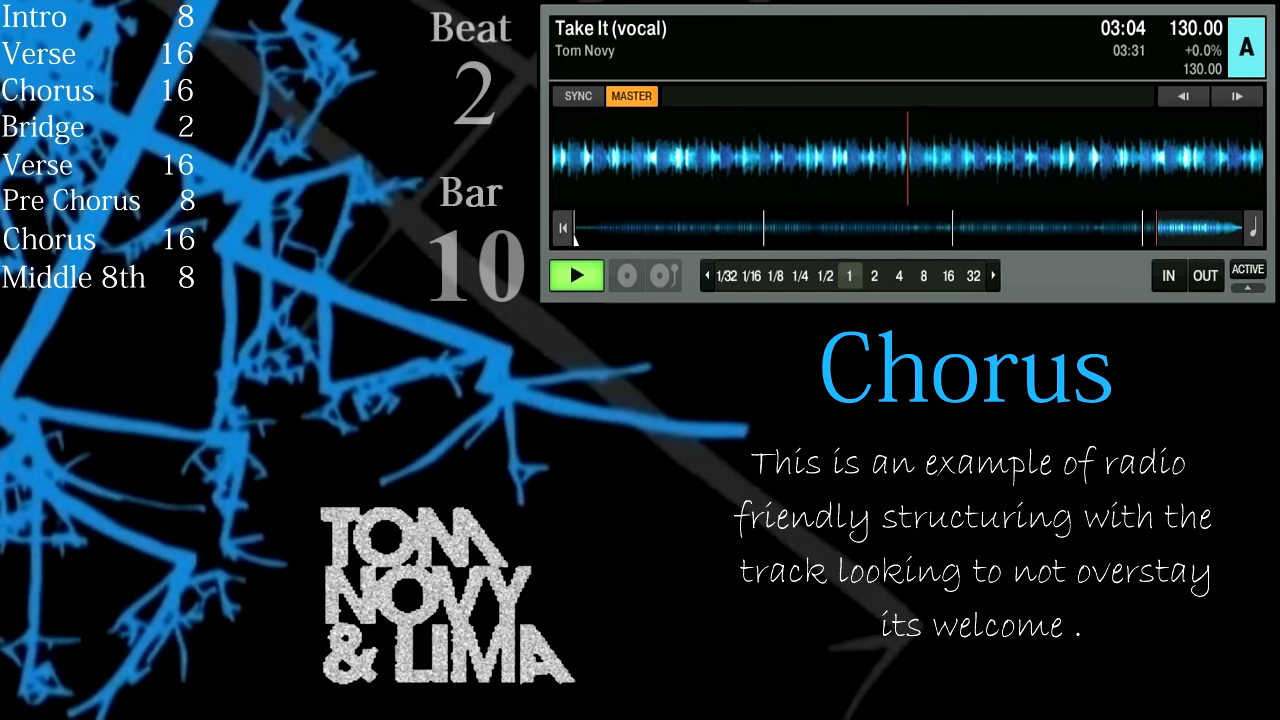 Intro 8
Verse 16
Chorus 16
Bridge 2
Verse 16
Pre Chorus 8
Chorus 16
Middle 8th 8
Beat
2
Bar
10
Take It (vocal) 03:04 130.00
Tom Novy 03:31 +0.0%
130.00
A
SYNC MASTER
1/32 1/16 1/8 1/4 1/2 1 2 4 8 16 32 IN OUT ACTIVE
Chorus
This is an example of radio
friendly structuring with the
track looking to not overstay
its welcome .
TOM
NOVY
& LIMA